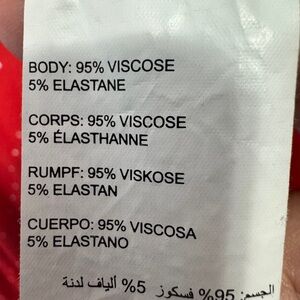 BODY: 95% VISCOSE
5% ELASTANE
CORPS: 95% VISCOSE
5% ÉLASTHANNE
RUMPF: 95% VISKOSE
5% ELASTAN
CUERPO: 95% VISCOSA
5% ELASTANO
الجسم: 95% فسكوز 5% ألياف لدنة